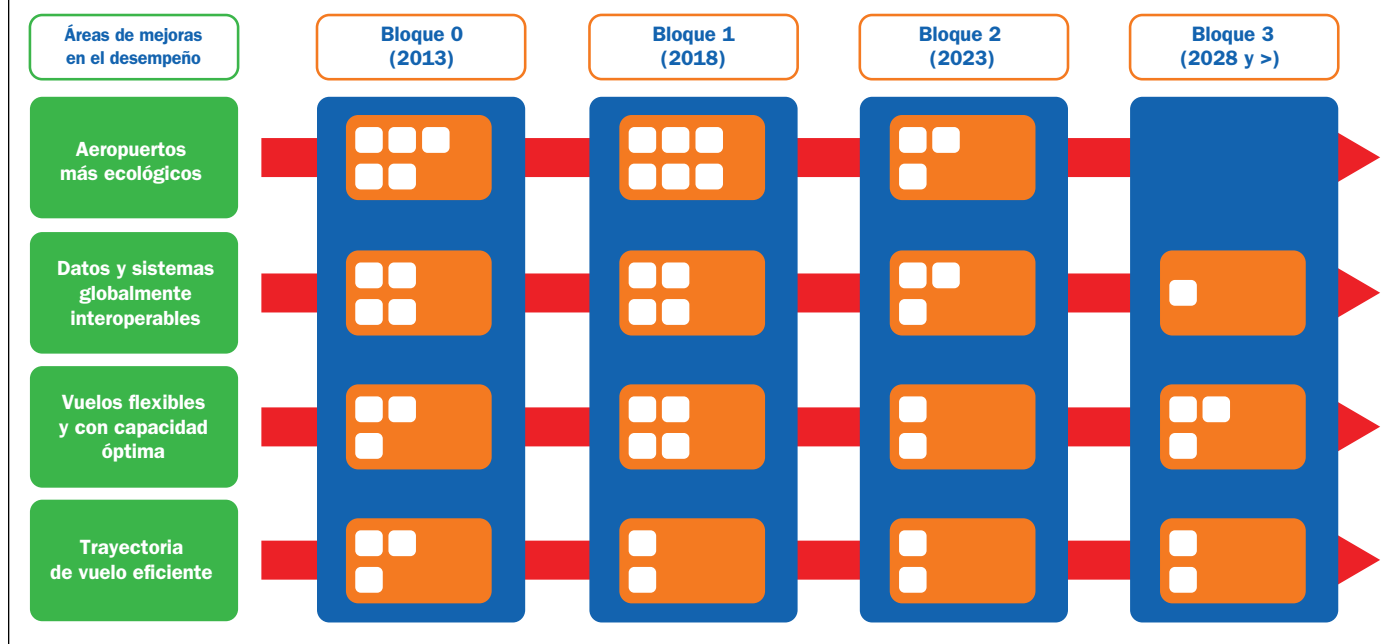 Áreas de mejoras
en el desempeño
Bloque 0
(2013)
Bloque 1
(2018)
Bloque 2
(2023)
Bloque 3
(2028 y >)
Aeropuertos
más ecológicos
Datos y sistemas
globalmente
interoperables
Vuelos flexibles
y con capacidad
óptima
Trayectoria
de vuelo eficiente